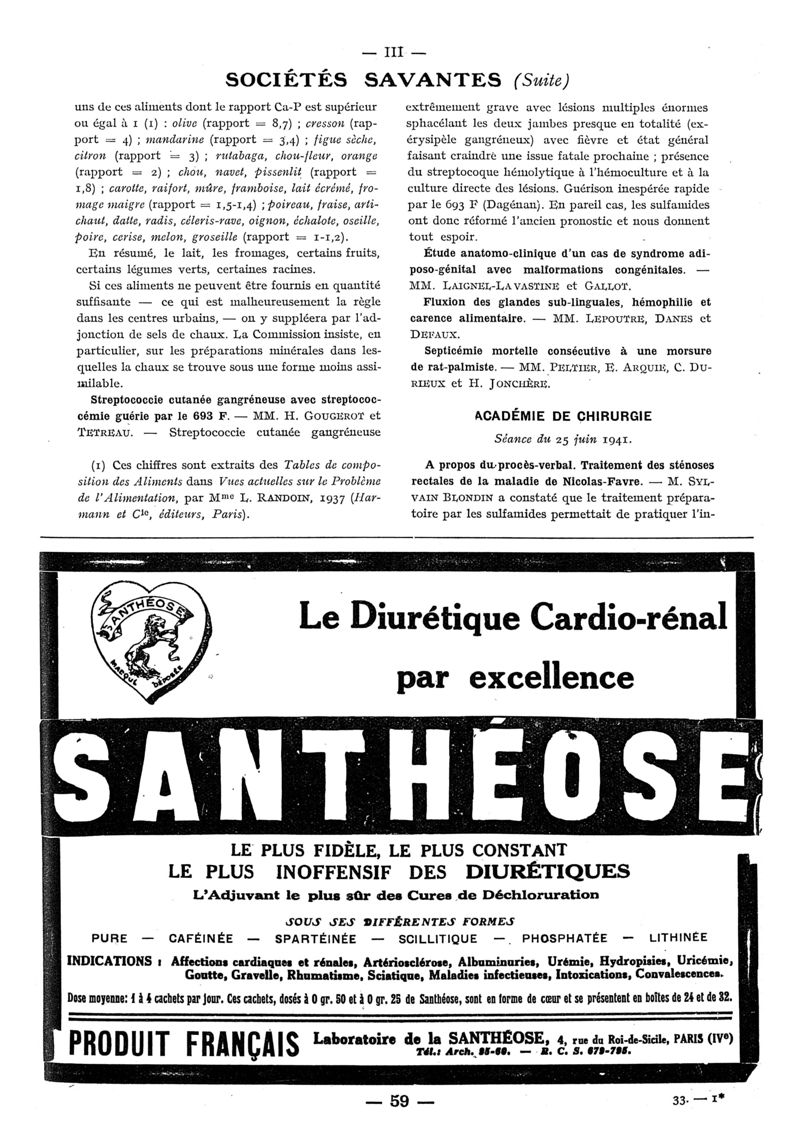 — III —
SOCIÉTÉS SAVANTES (Suite)
uns de ces aliments dont le rapport Ca-P est supérieur
ou égal à 1 (1) : olive (rapport = 8,7) ; cresson (rap-
port = 4) ; mandarine (rapport = 3,4) ; figue sèche,
citron (rapport = 3) ; rutabaga, chou-fleur, orange
(rapport = 2) ; chou, navet, pissenlit (rapport =
1,8) ; carotte, raifort, mûre, framboise, lait écrémé, fro-
mage maigre (rapport = 1,5-1,4) ; poireau, fraise, arti-
chaut, datte, radis, céleris-rave, oignon, échalote, oseille,
poire, cerise, melon, groseille (rapport = 1-1,2).
En résumé, le lait, les fromages, certains fruits,
certains légumes verts, certaines racines.
Si ces aliments ne peuvent être fournis en quantité
suffisante — ce qui est malheureusement la règle
dans les centres urbains, — on y suppléera par l'ad-
jonction de sels de chaux. La Commission insiste, en
particulier, sur les préparations minérales dans les-
quelles la chaux se trouve sous une forme moins assi-
milable.
Streptococcie cutanée gangréneuse avec streptococ-
cémie guérie par le 693 F. — MM. H. GOUGEROT et
TÉTREAU. — Streptococcie cutanée gangréneuse
(1) Ces chiffres sont extraits des Tables de compo-
sition des Aliments dans Vues actuelles sur le Problème
de l'Alimentation, par Mme L. RANDOIN, 1937 (Har-
mann et Cie, éditeurs, Paris).
extrêmement grave avec lésions multiples énormes
sphacélant les deux jambes presque en totalité (ex-
érysipèle gangréneux) avec fièvre et état général
faisant craindre une issue fatale prochaine ; présence
du streptocoque hémolytique à l'hémoculture et à la
culture directe des lésions. Guérison inespérée rapide
par le 693 F (Dagénan). En pareil cas, les sulfamides
ont donc réformé l'ancien pronostic et nous donnent
tout espoir.
Étude anatomo-clinique d'un cas de syndrome adi-
poso-génital avec malformations congénitales. —
MM. LAIGNEL-LAVASTINE et GALLOT.
Fluxion des glandes sub-linguales, hémophilie et
carence alimentaire. — MM. LEPOUTRE, DANES et
DEFAUX.
Septicémie mortelle consécutive à une morsure
de rat-palmiste. — MM. PELTIER, E. ARQUIE, C. DU-
RIEUX et H. JONCHÈRE.
ACADÉMIE DE CHIRURGIE
Séance du 25 juin 1941.
A propos du procès-verbal. Traitement des sténoses
rectales de la maladie de Nicolas-Favre. — M. SYL-
VAIN BLONDIN a constaté que le traitement prépara-
toire par les sulfamides permettait de pratiquer l'in-
SANTHÉOSE
MARQUE DÉPOSÉE
Le Diurétique Cardio-rénal
par excellence
SANTHÉOSE
LE PLUS FIDÈLE, LE PLUS CONSTANT
LE PLUS INOFFENSIF DES DIURÉTIQUES
L'Adjuvant le plus sûr des Cures de Déchloruration
SOUS SES DIFFÉRENTES FORMES
PURE — CAFÉINÉE — SPARTÉINÉE — SCILLITIQUE — PHOSPHATÉE — LITHINÉE
INDICATIONS : Affections cardiaques et rénales, Artériosclérose, Albuminuries, Urémie, Hydropisies, Uricémie,
Goutte, Gravelle, Rhumatisme, Sciatique, Maladies infectieuses, Intoxications, Convalescences.
Dose moyenne: 1 à 4 cachets par jour. Ces cachets, dosés à 0 gr. 50 et à 0 gr. 25 de Santhéose, sont en forme de cœur et se présentent en boîtes de 24 et de 32.
PRODUIT FRANÇAIS
Laboratoire de la SANTHÉOSE, 4, rue du Roi-de-Sicile, PARIS (IVe)
Tél.: Arch. 95-60. — R. C. S. 679-795.
— 59 —
33. — 1*